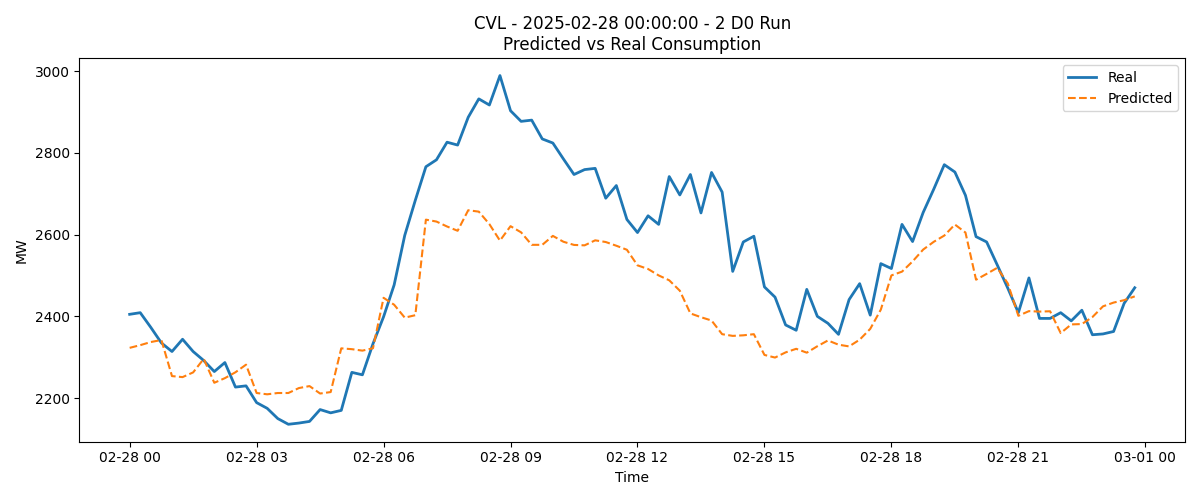 CVL - 2025-02-28 00:00:00 - 2 D0 Run
Predicted vs Real Consumption
Real
Predicted
MW
3000
2800
2600
2400
2200
02-28 00
02-28 03
02-28 06
02-28 09
02-28 12
02-28 15
02-28 18
02-28 21
03-01 00
Time